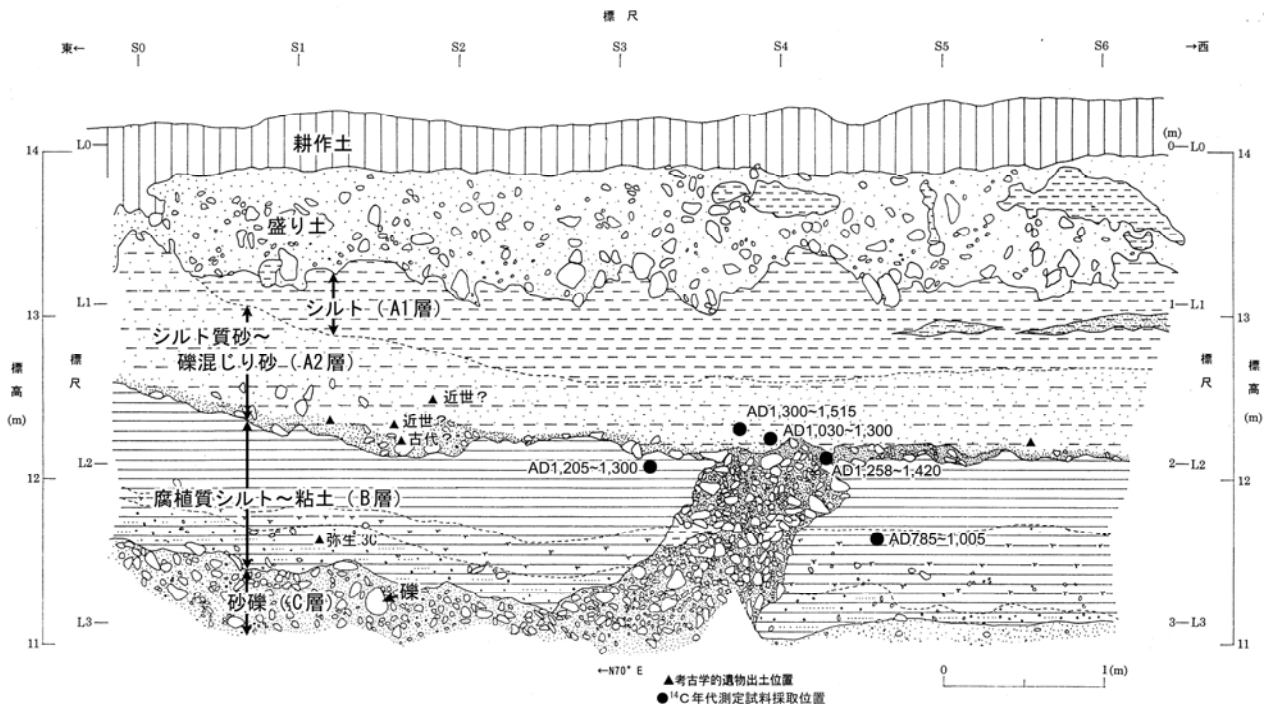 標 尺
東← S0 S1 S2 S3 S4 S5 S6 →西
(m)
14 L0 耕作土 0—L0 14
盛り土
L1 シルト（A1層） 1—L1
13 13
シルト質砂～
礫混じり砂（A2層）
標高(m) 標尺 標尺 標高(m)
近世？
AD1,300~1,515
近世？ AD1,030~1,300
古代？
L2 AD1,205~1,300 AD1,258~1,420 2—L2
12 12
腐植質シルト～粘土（B層）
弥生 3C AD785~1,005
砂礫（C層） 礫
L3 3—L3
11 11
←N70°E 0 1(m)
▲考古学的遺物出土位置
●¹⁴C年代測定試料採取位置